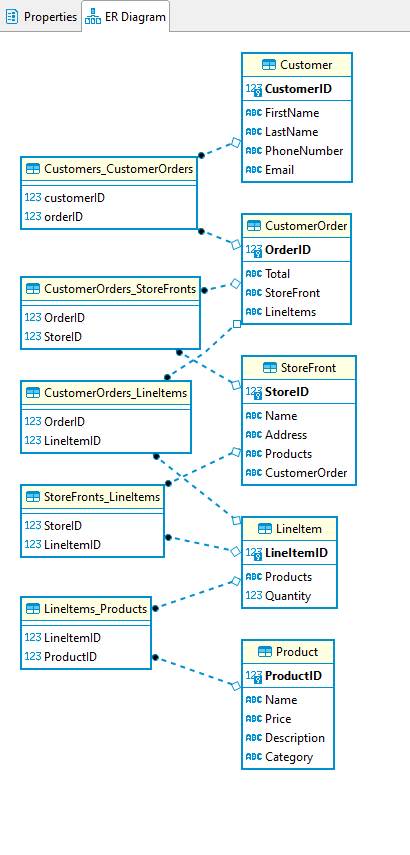 Properties
ER Diagram
Customer
123 CustomerID
ABC FirstName
ABC LastName
ABC PhoneNumber
ABC Email
Customers_CustomerOrders
123 customerID
123 orderID
CustomerOrder
123 OrderID
ABC Total
ABC StoreFront
ABC LineItems
CustomerOrders_StoreFronts
123 OrderID
123 StoreID
StoreFront
123 StoreID
ABC Name
ABC Address
ABC Products
ABC CustomerOrder
CustomerOrders_LineItems
123 OrderID
123 LineItemID
StoreFronts_LineItems
123 StoreID
123 LineItemID
LineItem
123 LineItemID
ABC Products
123 Quantity
LineItems_Products
123 LineItemID
123 ProductID
Product
123 ProductID
ABC Name
ABC Price
ABC Description
ABC Category